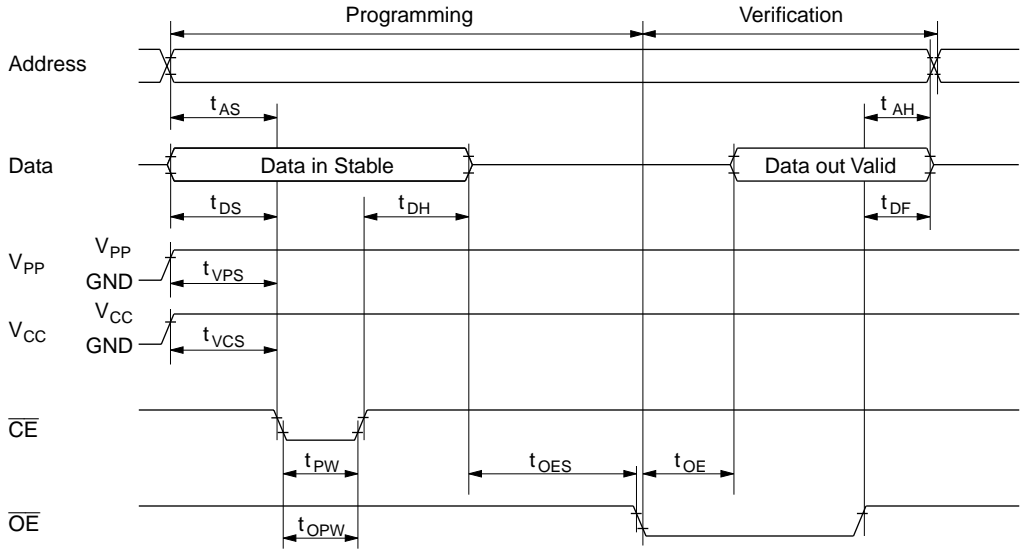 Programming Verification
Address
tAS tAH
Data Data in Stable Data out Valid
tDS tDH tDF
VPP VPP
GND tVPS
VCC VCC
GND tVCS
CE
tPW tOES tOE
OE
tOPW